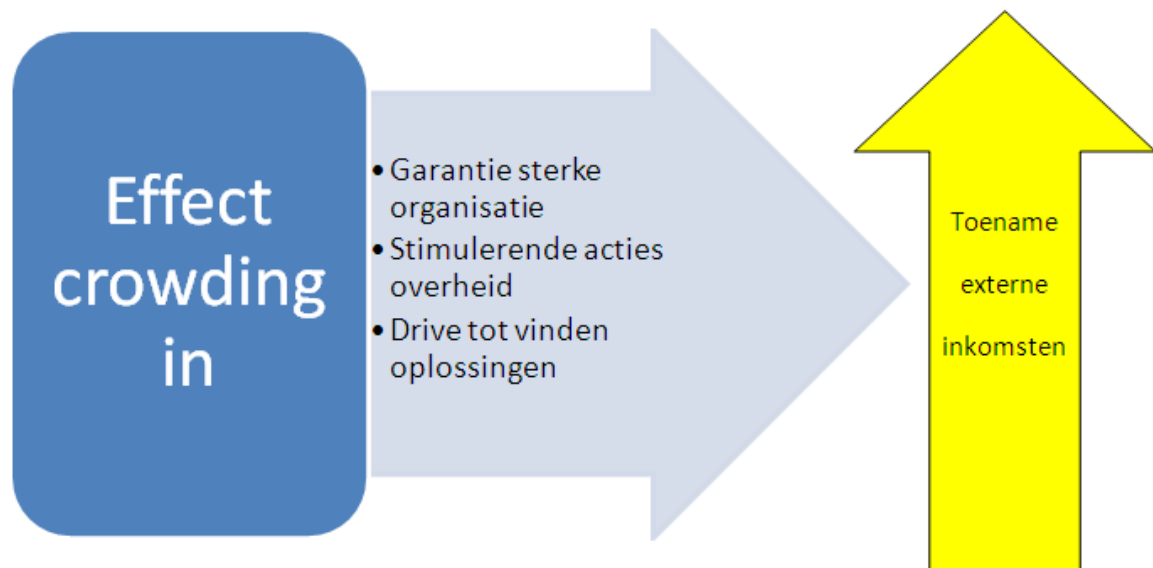 Effect
crowding
in
• Garantie sterke
organisatie
• Stimulerende acties
overheid
• Drive tot vinden
oplossingen
Toename
externe
inkomsten